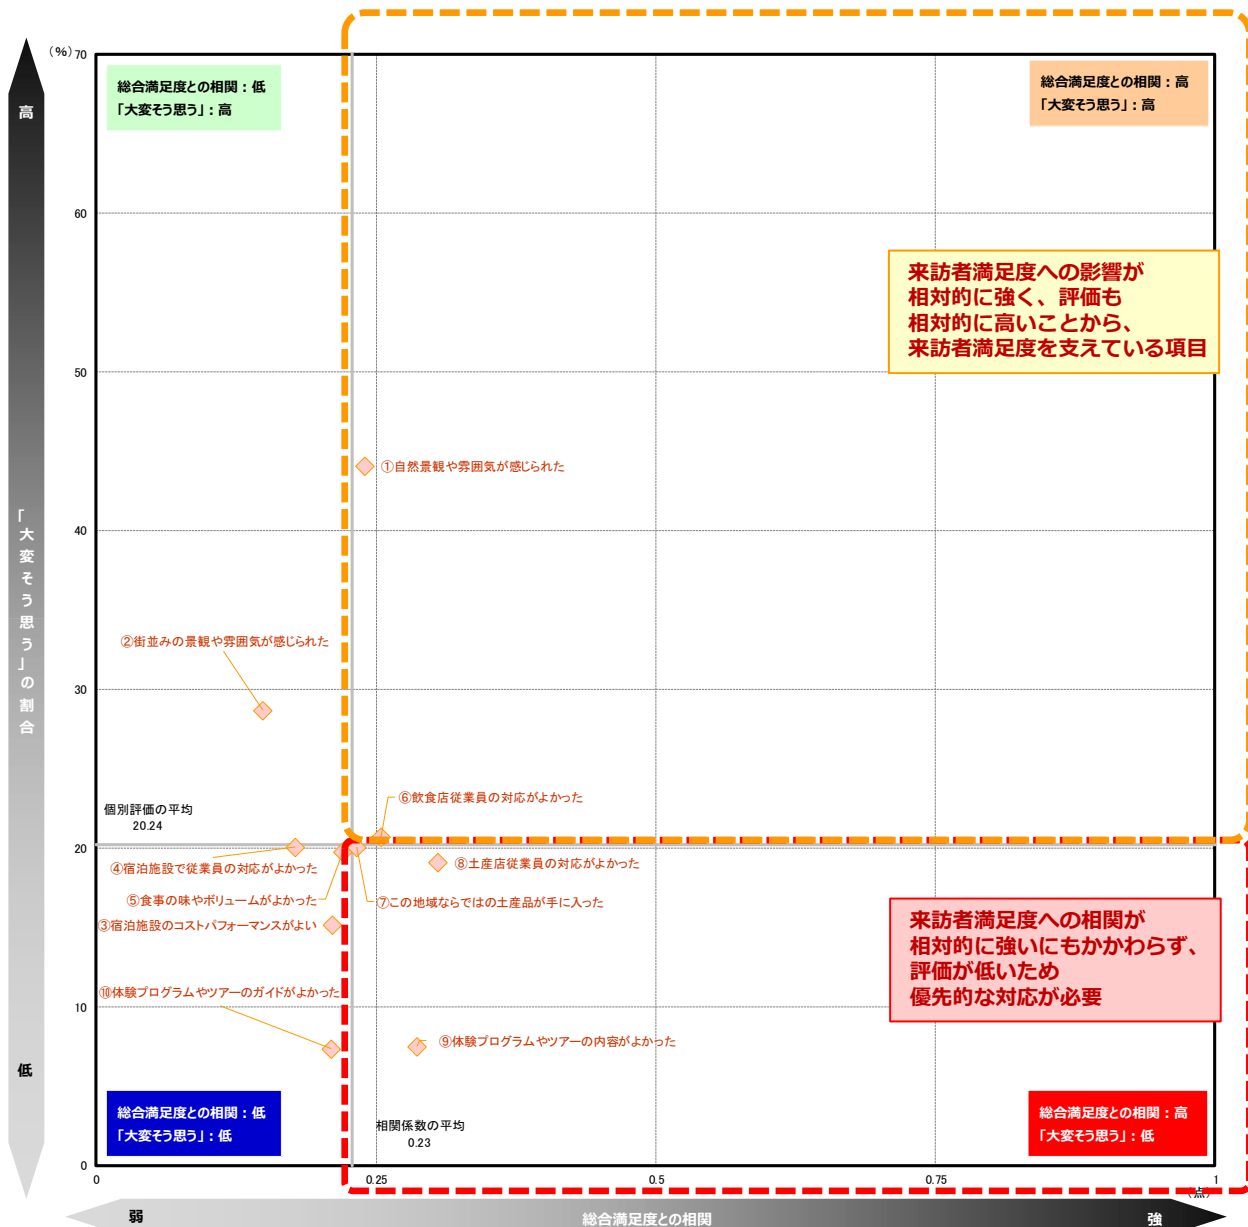 (%)
70
60
50
40
30
20
10
0
高
「大変そう思う」の割合
低
総合満足度との相関：低
「大変そう思う」：高
総合満足度との相関：高
「大変そう思う」：高
来訪者満足度への影響が
相対的に強く、評価も
相対的に高いことから、
来訪者満足度を支えている項目
①自然景観や雰囲気が感じられた
②街並みの景観や雰囲気が感じられた
⑥飲食店従業員の対応がよかった
個別評価の平均
20.24
④宿泊施設で従業員の対応がよかった
⑧土産店従業員の対応がよかった
⑤食事の味やボリュームがよかった
⑦この地域ならではの土産品が手に入った
③宿泊施設のコストパフォーマンスがよい
来訪者満足度への相関が
相対的に強いにもかかわらず、
評価が低いため
優先的な対応が必要
⑩体験プログラムやツアーのガイドがよかった
⑨体験プログラムやツアーの内容がよかった
総合満足度との相関：低
「大変そう思う」：低
相関係数の平均
0.23
総合満足度との相関：高
「大変そう思う」：低
0
0.25
0.5
0.75
1
(点)
弱
総合満足度との相関
強